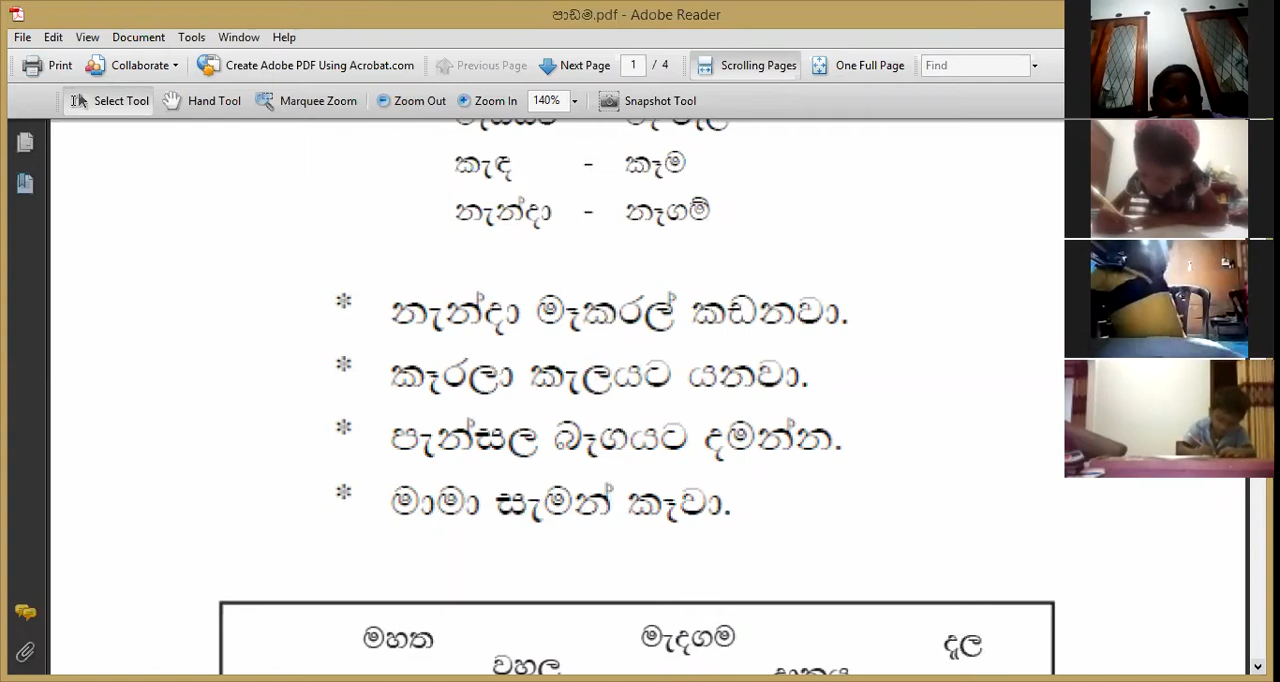 පාඩම.pdf - Adobe Reader
File Edit View Document Tools Window Help
Print Collaborate Create Adobe PDF Using Acrobat.com Previous Page Next Page 1 / 4 Scrolling Pages One Full Page Find
Select Tool Hand Tool Marquee Zoom Zoom Out Zoom In 140% Snapshot Tool
කැඳ - කෑම
නැන්දා - නෑගම්
* නැන්දා මෑකරල් කඩනවා.
* කෑරලා කැලයට යනවා.
* පැන්සල බෑගයට දමන්න.
* මාමා සැමන් කෑවා.
මහත මැදගම දූල
වහල